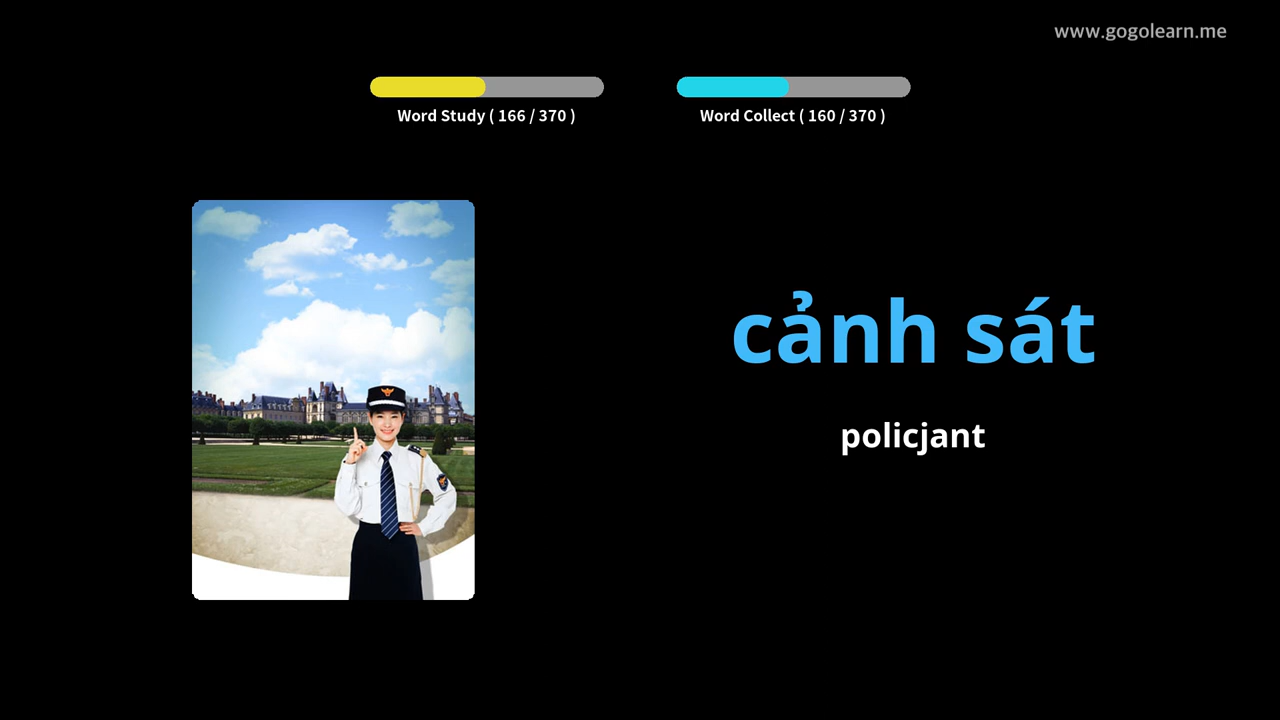 www.gogolearn.me
Word Study ( 166 / 370 )
Word Collect ( 160 / 370 )
cảnh sát
policjant